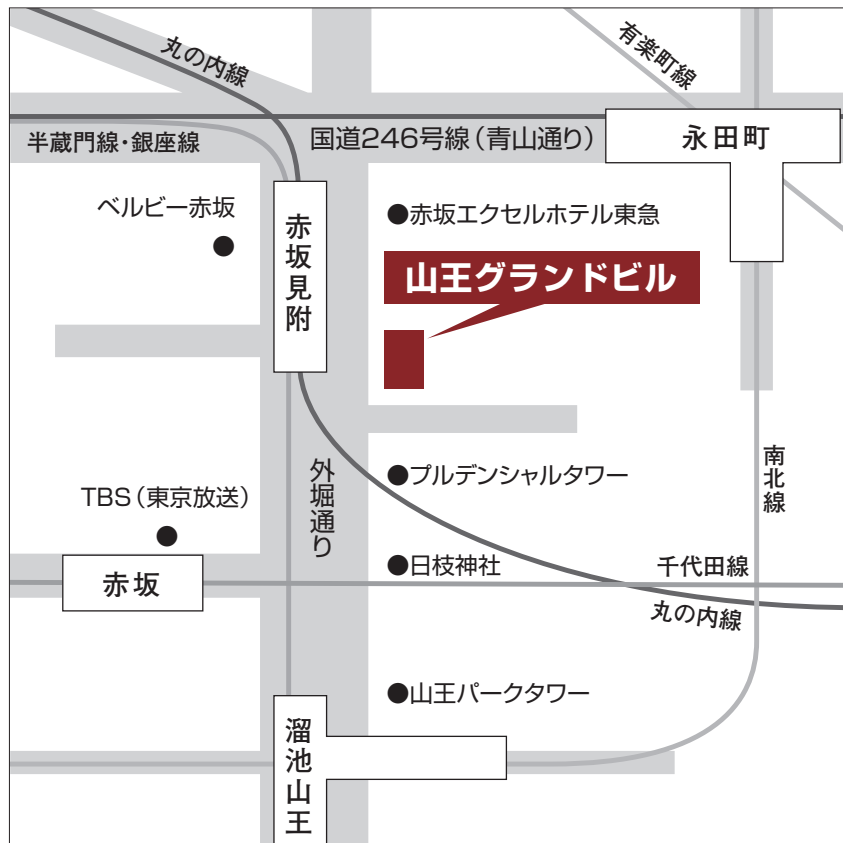 丸の内線
有楽町線
半蔵門線・銀座線
国道246号線（青山通り）
永田町
ベルビー赤坂
赤坂見附
●赤坂エクセルホテル東急
山王グランドビル
外堀通り
●プルデンシャルタワー
南北線
TBS（東京放送）
●日枝神社
千代田線
赤坂
丸の内線
●山王パークタワー
溜池山王